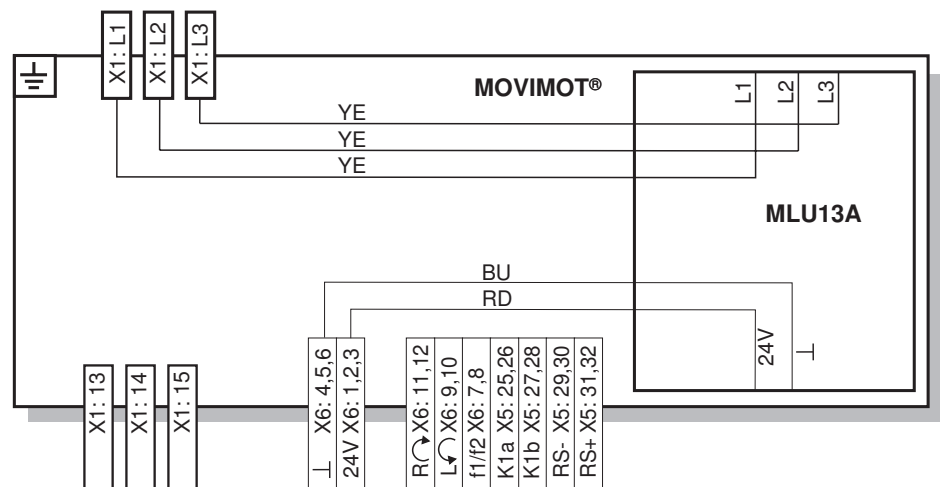 X1: L1
X1: L2
X1: L3
MOVIMOT®
L1
L2
L3
YE
YE
YE
MLU13A
BU
RD
24V
⊥
X1: 13
X1: 14
X1: 15
⊥ X6: 4,5,6
24V X6: 1,2,3
R X6: 11,12
L X6: 9,10
f1/f2 X6: 7,8
K1a X5: 25,26
K1b X5: 27,28
RS- X5: 29,30
RS+ X5: 31,32